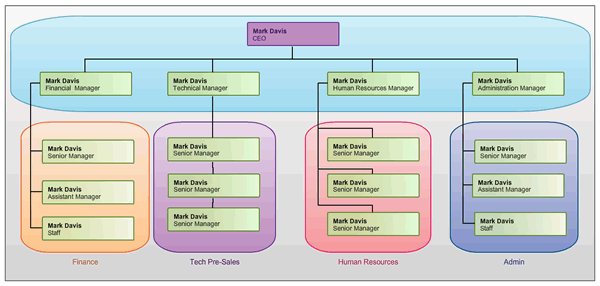 Mark Davis
CEO
Mark Davis
Financial Manager
Mark Davis
Technical Manager
Mark Davis
Human Resources Manager
Mark Davis
Administration Manager
Mark Davis
Senior Manager
Mark Davis
Assistant Manager
Mark Davis
Staff
Finance
Mark Davis
Senior Manager
Mark Davis
Senior Manager
Mark Davis
Senior Manager
Tech Pre-Sales
Mark Davis
Senior Manager
Mark Davis
Senior Manager
Mark Davis
Senior Manager
Human Resources
Mark Davis
Senior Manager
Mark Davis
Assistant Manager
Mark Davis
Staff
Admin